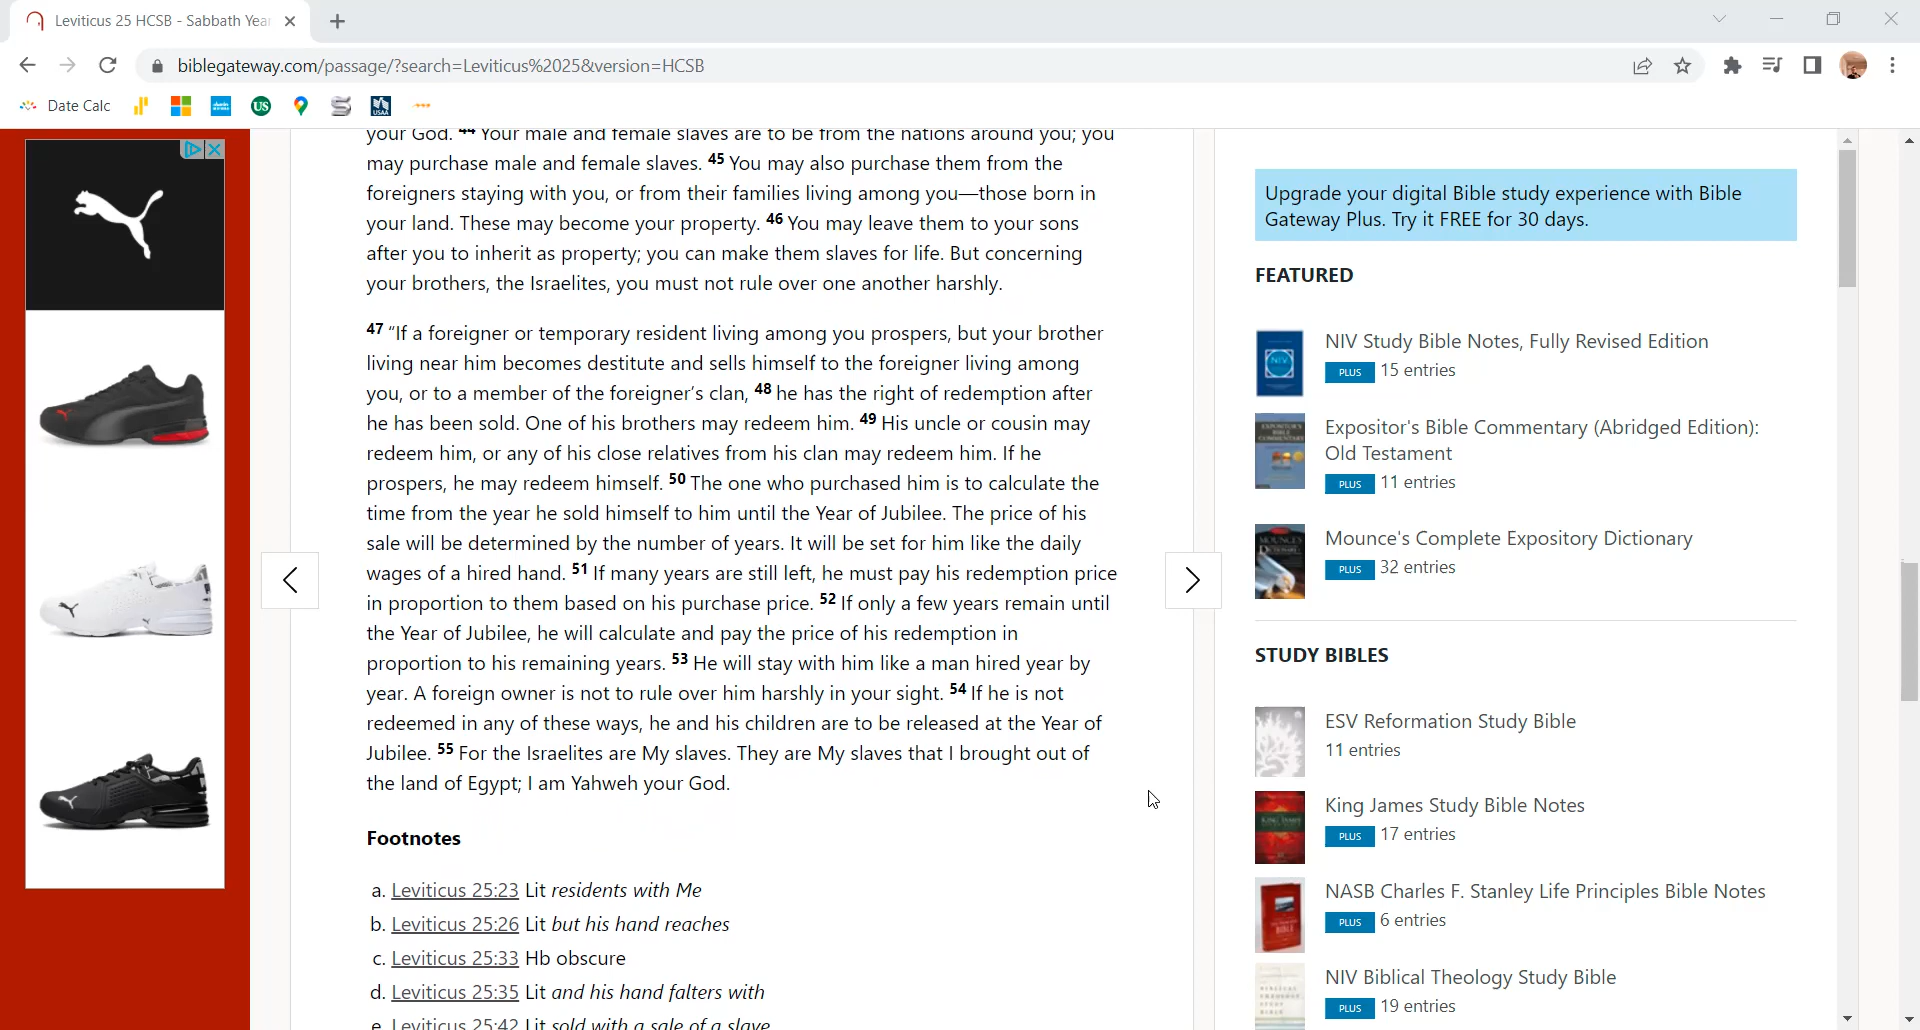 Leviticus 25 HCSB - Sabbath Year
biblegateway.com/passage/?search=Leviticus%2025&version=HCSB
Date Calc
US
USAA
your God. 44 Your male and female slaves are to be from the nations around you; you
may purchase male and female slaves. 45 You may also purchase them from the
foreigners staying with you, or from their families living among you—those born in
your land. These may become your property. 46 You may leave them to your sons
after you to inherit as property; you can make them slaves for life. But concerning
your brothers, the Israelites, you must not rule over one another harshly.
47 “If a foreigner or temporary resident living among you prospers, but your brother
living near him becomes destitute and sells himself to the foreigner living among
you, or to a member of the foreigner’s clan, 48 he has the right of redemption after
he has been sold. One of his brothers may redeem him. 49 His uncle or cousin may
redeem him, or any of his close relatives from his clan may redeem him. If he
prospers, he may redeem himself. 50 The one who purchased him is to calculate the
time from the year he sold himself to him until the Year of Jubilee. The price of his
sale will be determined by the number of years. It will be set for him like the daily
wages of a hired hand. 51 If many years are still left, he must pay his redemption price
in proportion to them based on his purchase price. 52 If only a few years remain until
the Year of Jubilee, he will calculate and pay the price of his redemption in
proportion to his remaining years. 53 He will stay with him like a man hired year by
year. A foreign owner is not to rule over him harshly in your sight. 54 If he is not
redeemed in any of these ways, he and his children are to be released at the Year of
Jubilee. 55 For the Israelites are My slaves. They are My slaves that I brought out of
the land of Egypt; I am Yahweh your God.
Footnotes
a. Leviticus 25:23 Lit residents with Me
b. Leviticus 25:26 Lit but his hand reaches
c. Leviticus 25:33 Hb obscure
d. Leviticus 25:35 Lit and his hand falters with
e. Leviticus 25:42 Lit sold with a sale of a slave
Upgrade your digital Bible study experience with Bible
Gateway Plus. Try it FREE for 30 days.
FEATURED
NIV
NIV Study Bible Notes, Fully Revised Edition
PLUS 15 entries
Expositor's Bible Commentary (Abridged Edition):
Old Testament
PLUS 11 entries
Mounce's Complete Expository Dictionary
PLUS 32 entries
STUDY BIBLES
ESV Reformation Study Bible
11 entries
King James Study Bible Notes
PLUS 17 entries
NASB Charles F. Stanley Life Principles Bible Notes
PLUS 6 entries
NIV Biblical Theology Study Bible
PLUS 19 entries